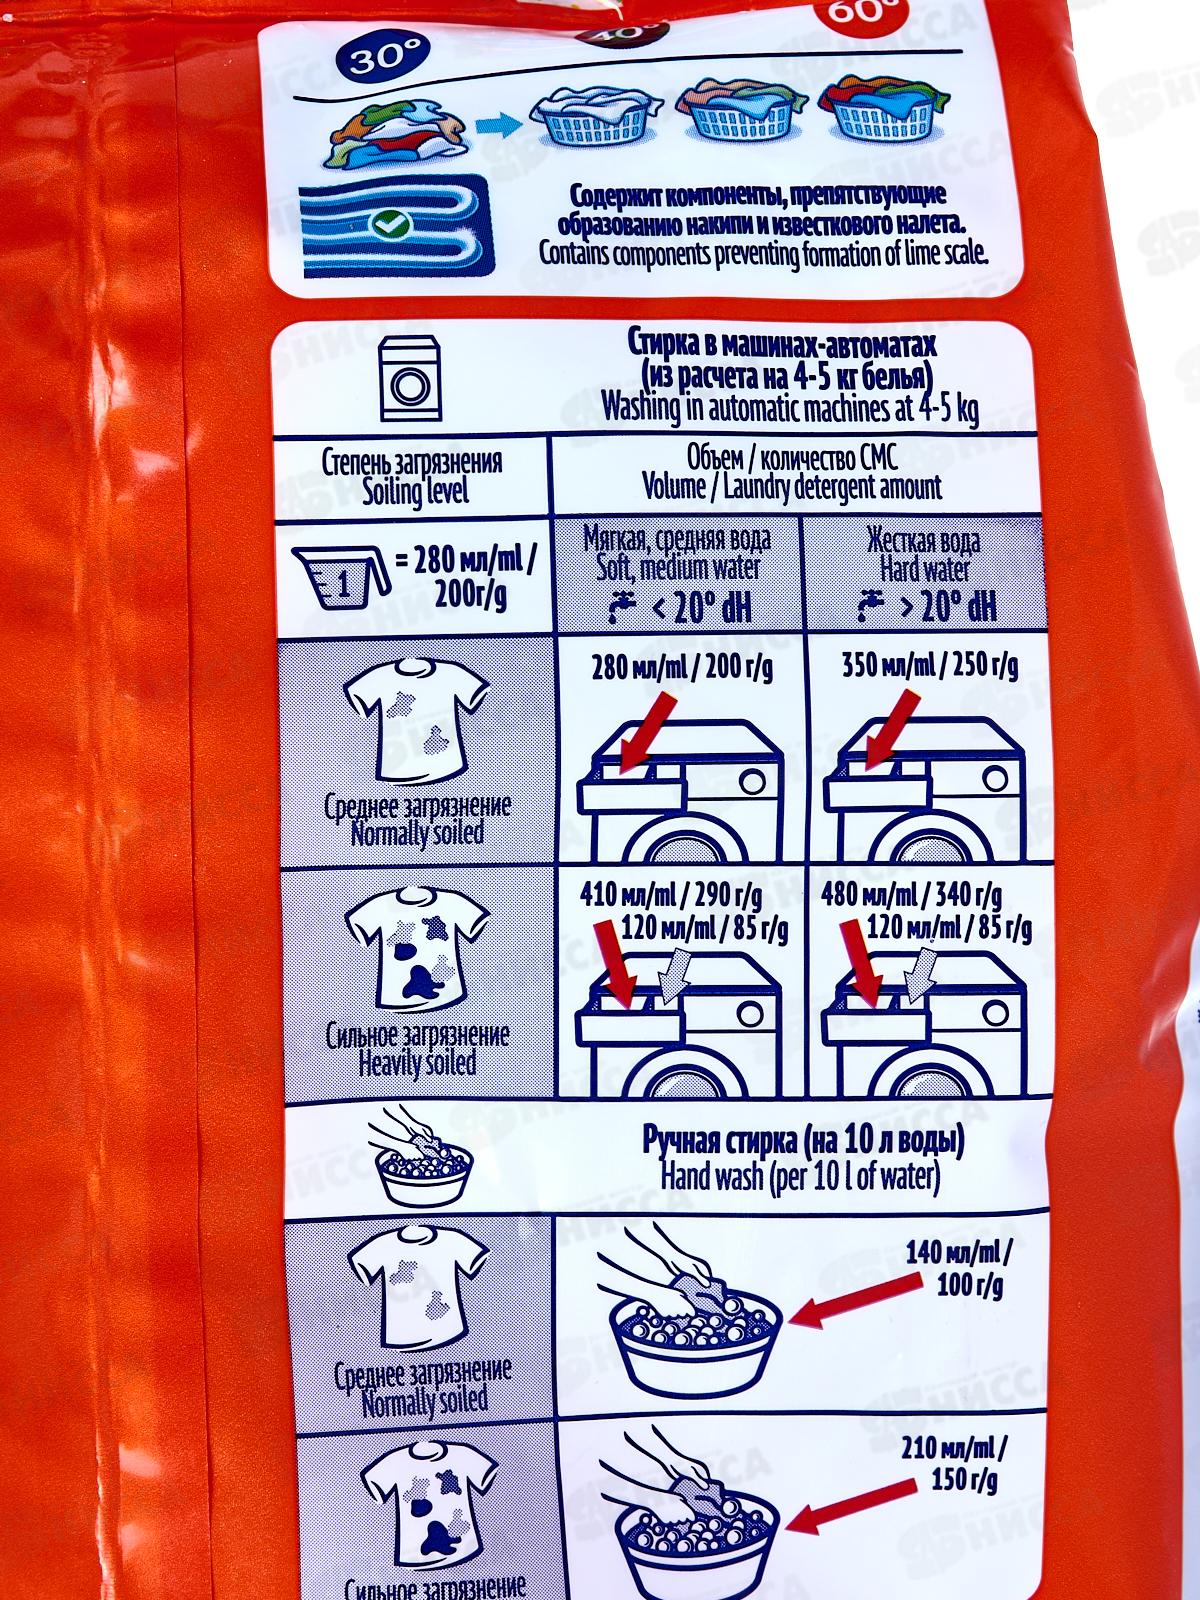 30°
40°
60°
Содержит компоненты, препятствующие
образованию накипи и известкового налета.
Contains components preventing formation of lime scale.
Стирка в машинах-автоматах
(из расчета на 4-5 кг белья)
Washing in automatic machines at 4-5 kg
Степень загрязнения
Soiling level
Объем / количество СМС
Volume / Laundry detergent amount
1
= 280 мл/ml /
200г/g
Мягкая, средняя вода
Soft, medium water
< 20° dH
Жесткая вода
Hard water
> 20° dH
280 мл/ml / 200 г/g
350 мл/ml / 250 г/g
Среднее загрязнение
Normally soiled
410 мл/ml / 290 г/g
120 мл/ml / 85 г/g
480 мл/ml / 340 г/g
120 мл/ml / 85 г/g
Сильное загрязнение
Heavily soiled
Ручная стирка (на 10 л воды)
Hand wash (per 10 l of water)
140 мл/ml /
100 г/g
Среднее загрязнение
Normally soiled
210 мл/ml /
150 г/g
Сильное загрязнение